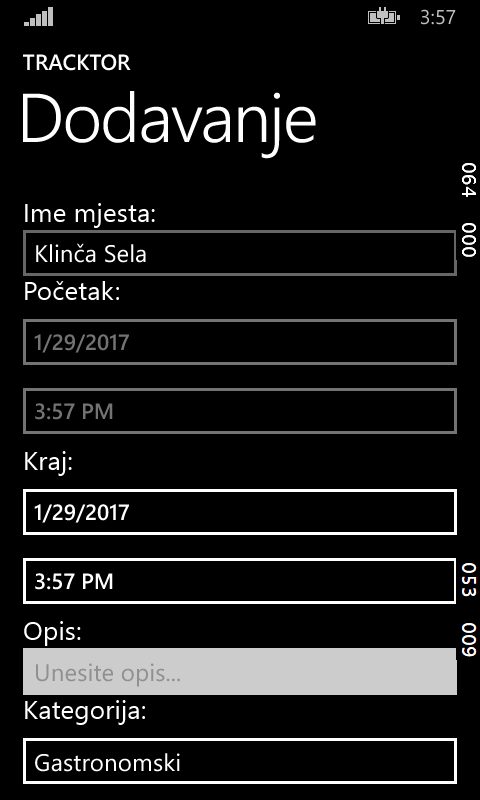 3:57
TRACKTOR
Dodavanje
064
000
Ime mjesta:
Klinča Sela
Početak:
1/29/2017
3:57 PM
Kraj:
1/29/2017
3:57 PM
053
009
Opis:
Unesite opis...
Kategorija:
Gastronomski